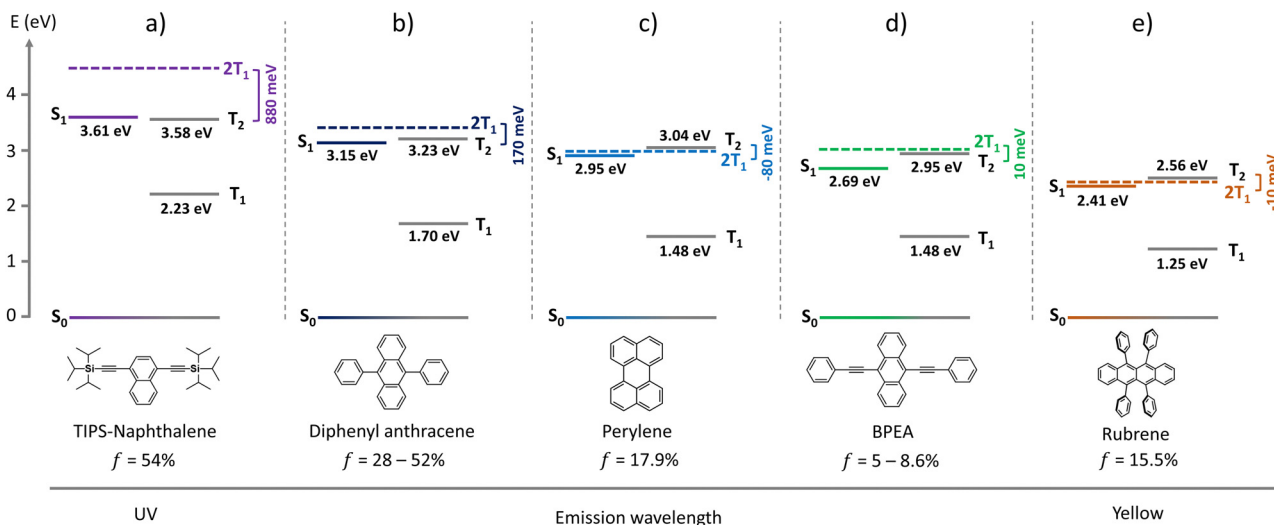 E (eV)
a)
b)
c)
d)
e)
4
3
2
1
0
2T1
880 meV
S1
3.61 eV
3.58 eV
T2
2.23 eV
T1
S0
2T1
170 meV
S1
3.15 eV
3.23 eV
T2
1.70 eV
T1
S0
3.04 eV
T2
2T1
-80 meV
S1
2.95 eV
1.48 eV
T1
S0
2T1
10 meV
S1
2.69 eV
2.95 eV
T2
1.48 eV
T1
S0
2.56 eV
T2
2T1
-10 meV
S1
2.41 eV
1.25 eV
T1
S0
Si
Si
TIPS-Naphthalene
Diphenyl anthracene
Perylene
BPEA
Rubrene
f = 54%
f = 28 – 52%
f = 17.9%
f = 5 – 8.6%
f = 15.5%
UV
Emission wavelength
Yellow